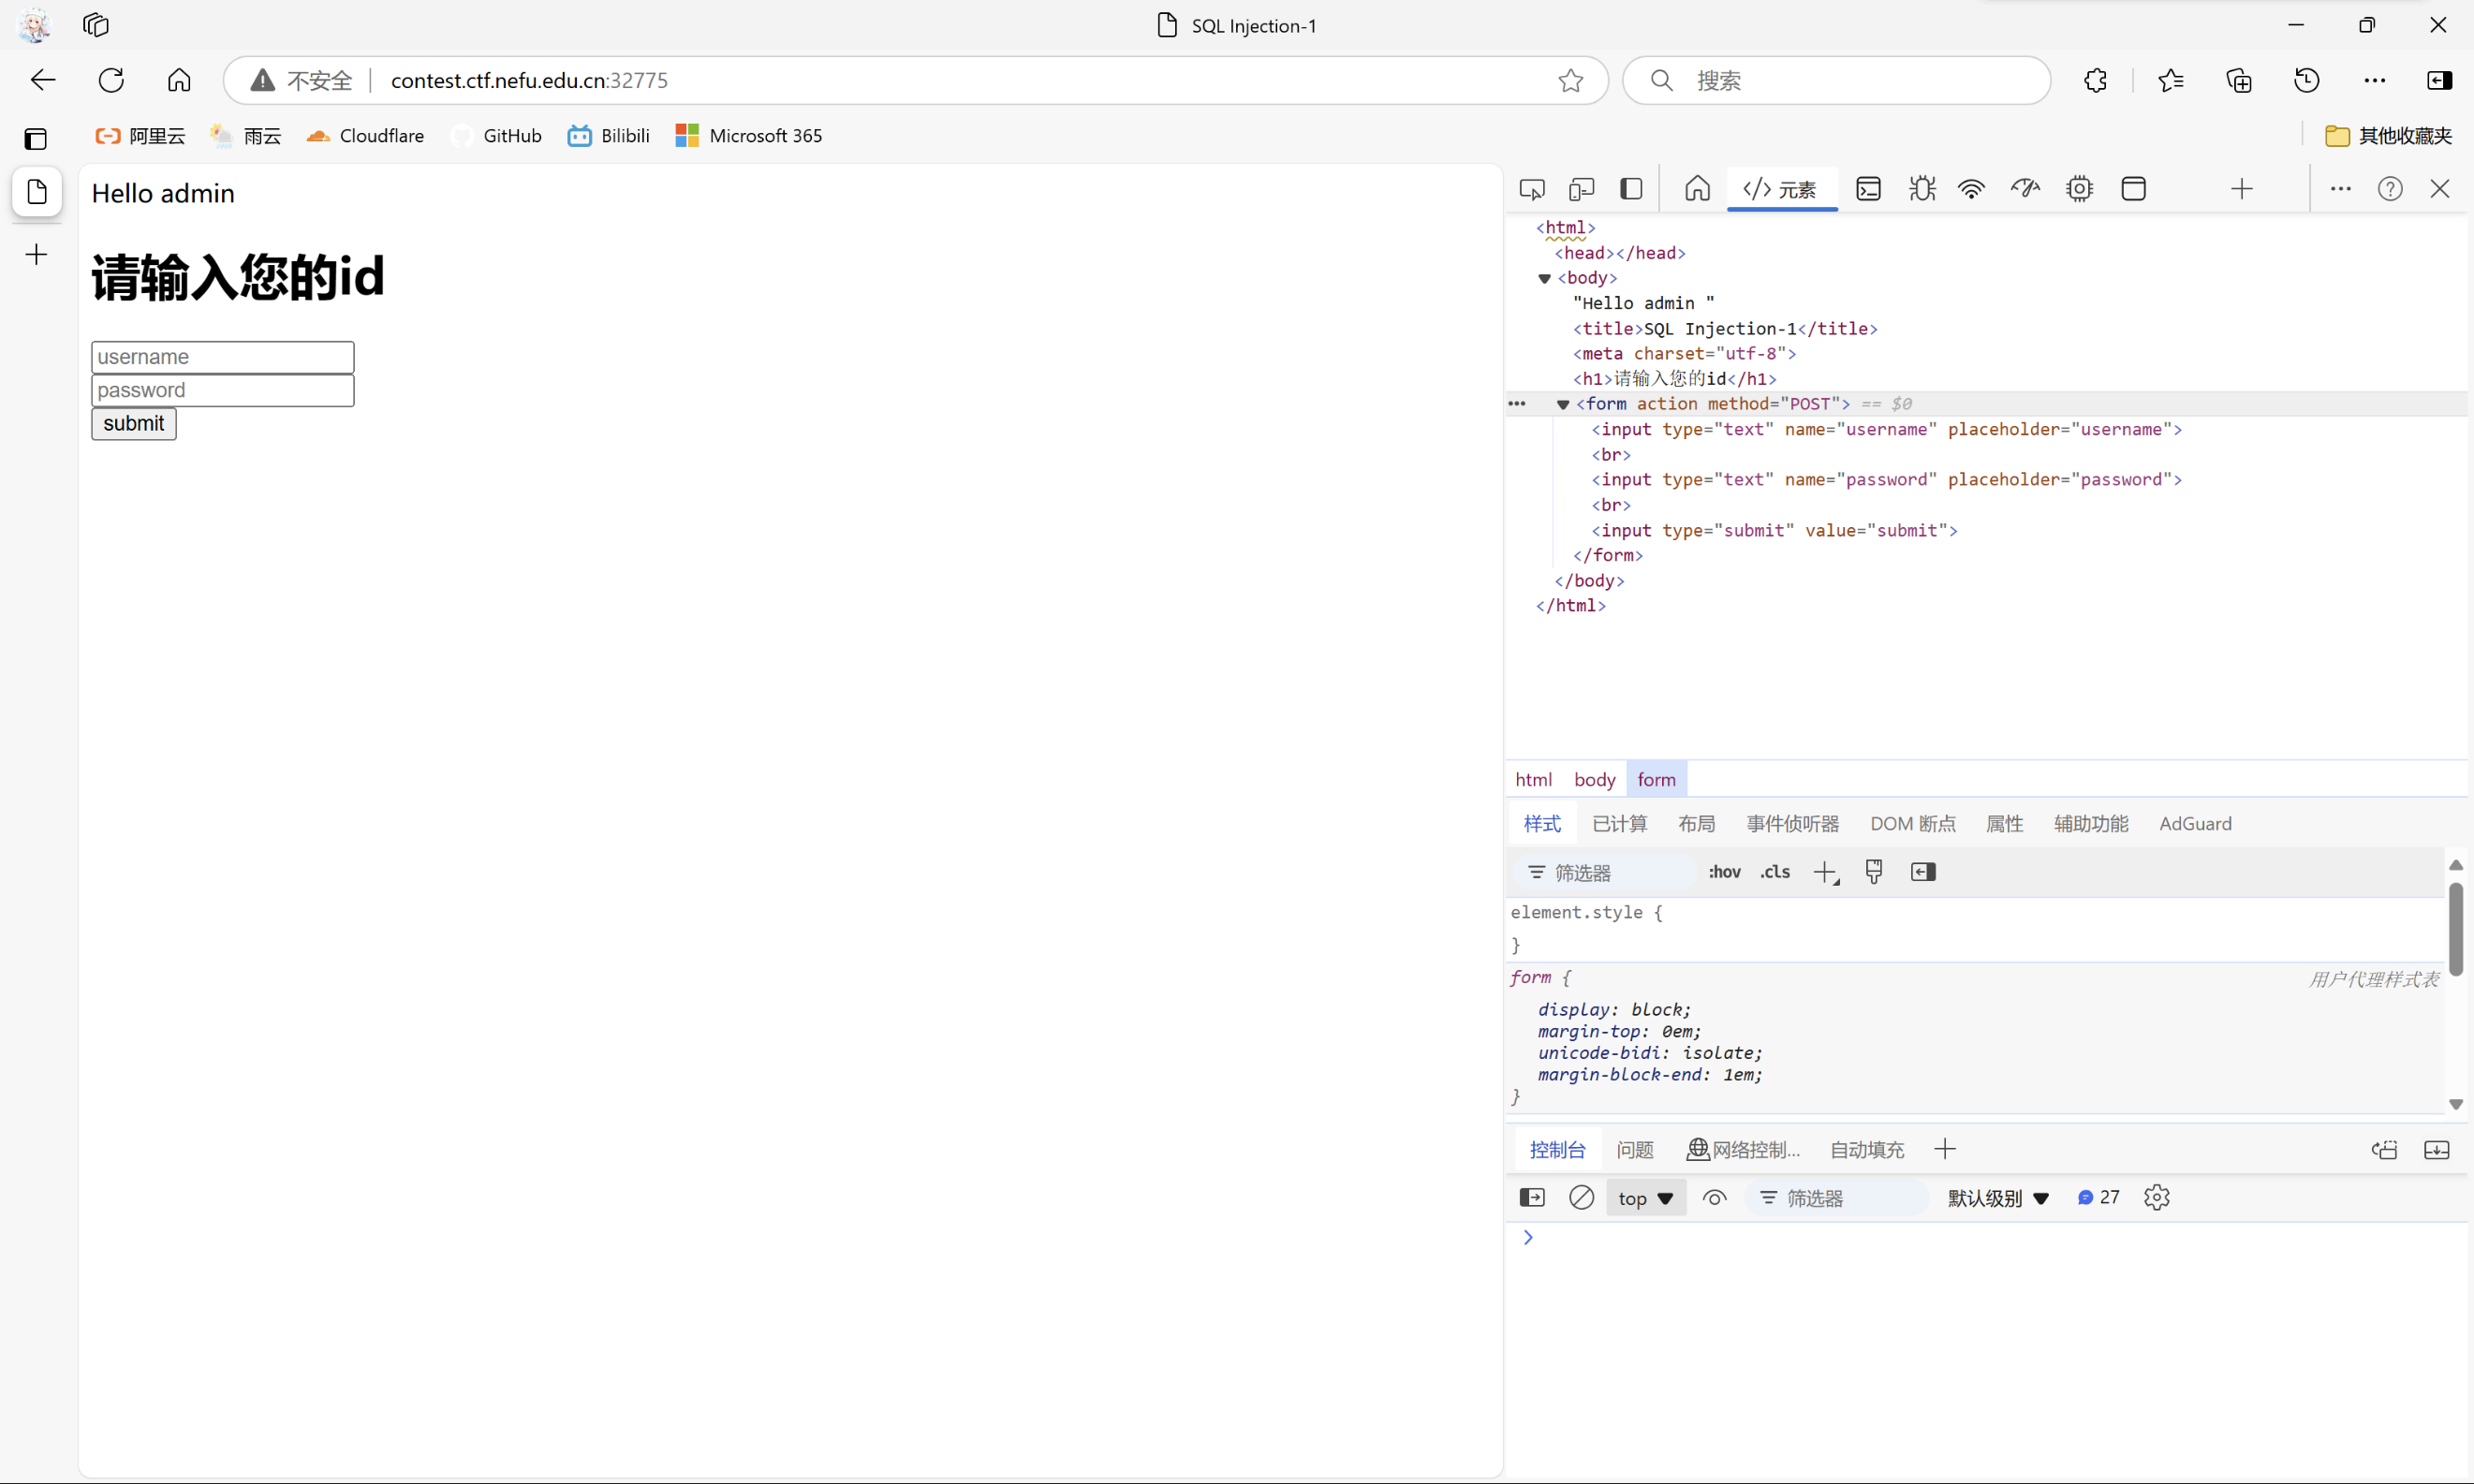 SQL Injection-1
不安全 contest.ctf.nefu.edu.cn:32775 搜索
阿里云 雨云 Cloudflare GitHub Bilibili Microsoft 365 其他收藏夹
Hello admin
请输入您的id
username
password
submit
</> 元素
<html>
<head></head>
<body>
"Hello admin "
<title>SQL Injection-1</title>
<meta charset="utf-8">
<h1>请输入您的id</h1>
<form action method="POST"> == $0
<input type="text" name="username" placeholder="username">
<br>
<input type="text" name="password" placeholder="password">
<br>
<input type="submit" value="submit">
</form>
</body>
</html>
html body form
样式 已计算 布局 事件侦听器 DOM 断点 属性 辅助功能 AdGuard
筛选器 :hov .cls
element.style {
}
form { 用户代理样式表
display: block;
margin-top: 0em;
unicode-bidi: isolate;
margin-block-end: 1em;
}
控制台 问题 网络控制... 自动填充
top 筛选器 默认级别 27